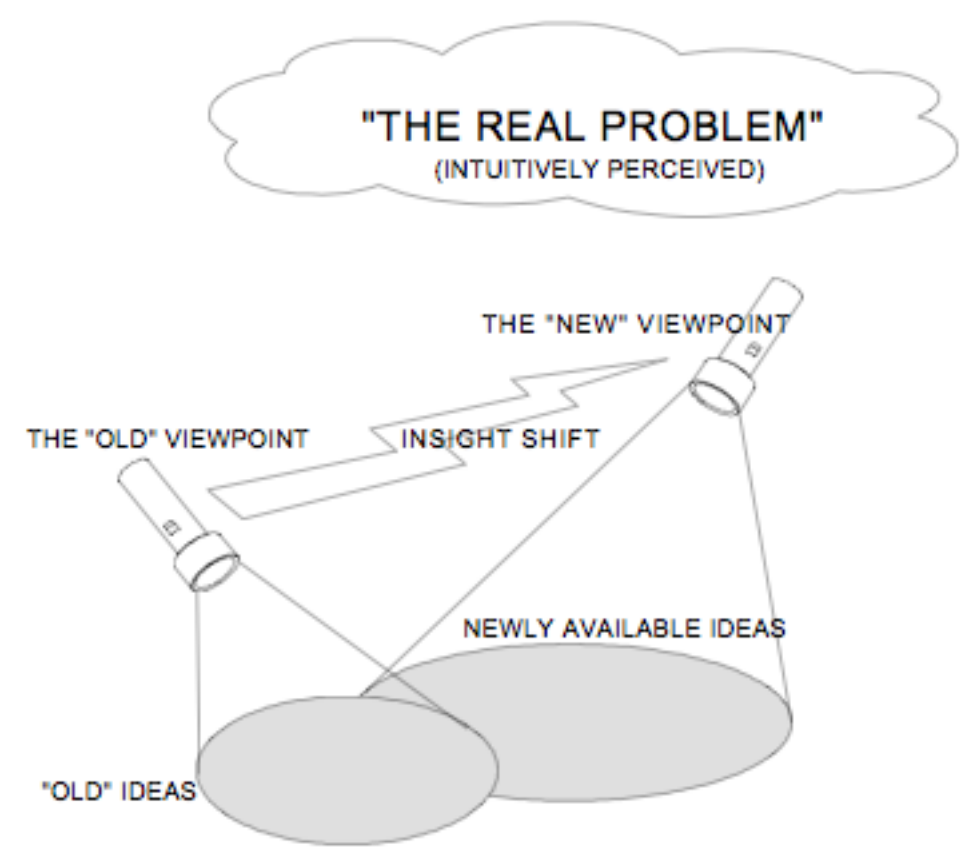 "THE REAL PROBLEM"
(INTUITIVELY PERCEIVED)
THE "NEW" VIEWPOINT
THE "OLD" VIEWPOINT
INSIGHT SHIFT
NEWLY AVAILABLE IDEAS
"OLD" IDEAS